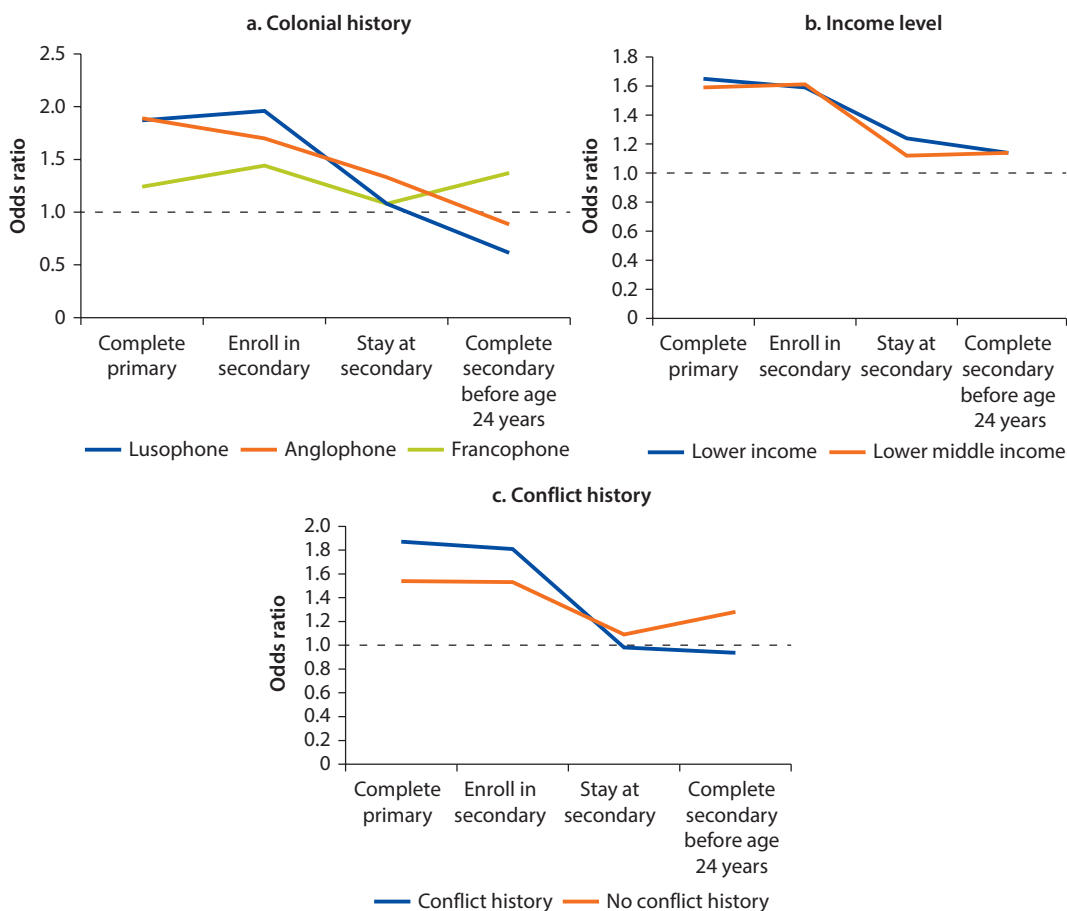 a. Colonial history
Odds ratio
2.5
2.0
1.5
1.0
0.5
0
Complete
primary
Enroll in
secondary
Stay at
secondary
Complete
secondary
before age
24 years
Lusophone
Anglophone
Francophone
b. Income level
Odds ratio
1.8
1.6
1.4
1.2
1.0
0.8
0.6
0.4
0.2
0
Complete
primary
Enroll in
secondary
Stay at
secondary
Complete
secondary
before age
24 years
Lower income
Lower middle income
c. Conflict history
Odds ratio
2.0
1.8
1.6
1.4
1.2
1.0
0.8
0.6
0.4
0.2
0
Complete
primary
Enroll in
secondary
Stay at
secondary
Complete
secondary
before age
24 years
Conflict history
No conflict history